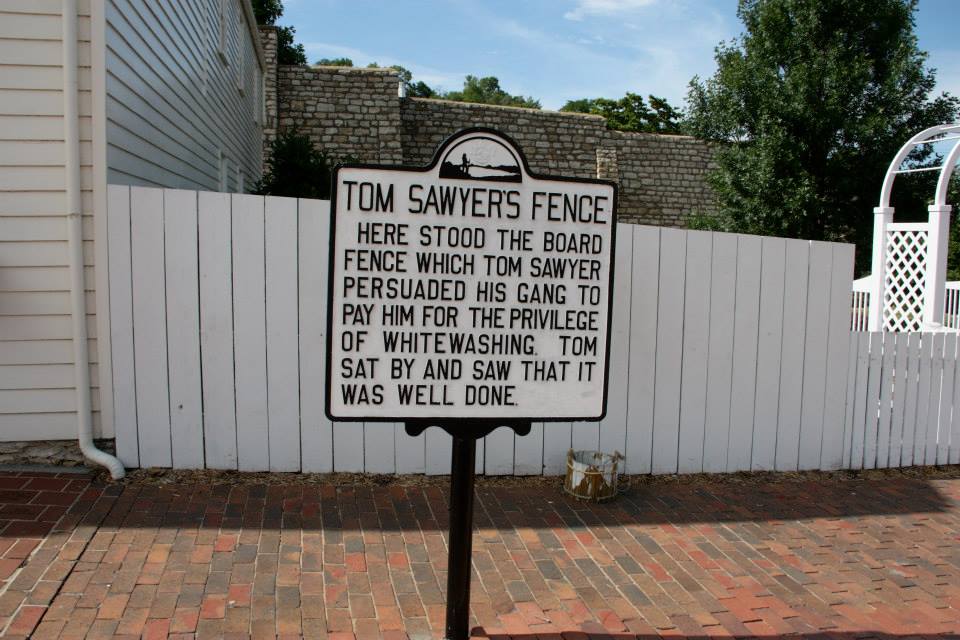 TOM SAWYER'S FENCE
HERE STOOD THE BOARD
FENCE WHICH TOM SAWYER
PERSUADED HIS GANG TO
PAY HIM FOR THE PRIVILEGE
OF WHITEWASHING. TOM
SAT BY AND SAW THAT IT
WAS WELL DONE.